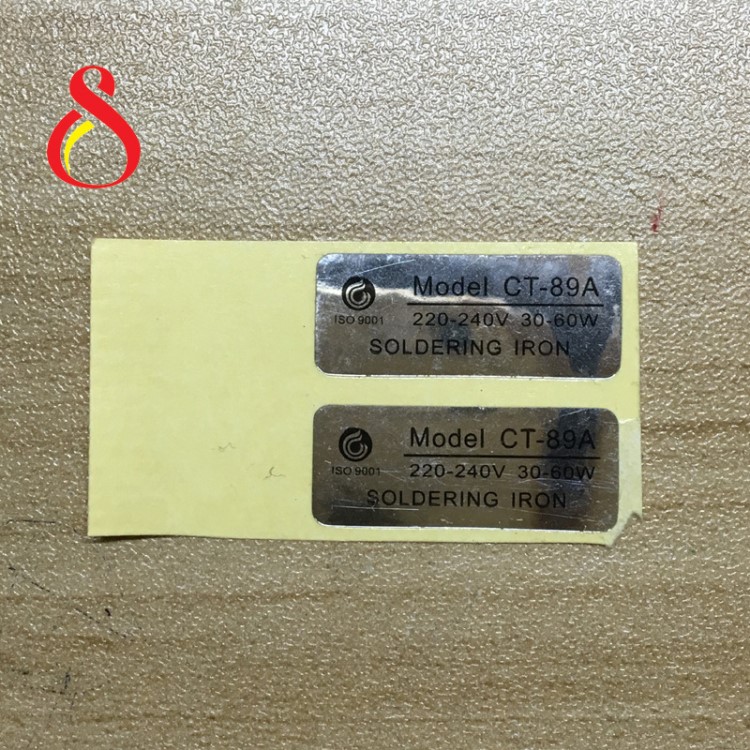 Model CT-89A
ISO 9001
220-240V 30-60W
SOLDERING IRON
Model CT-89A
ISO 9001
220-240V 30-60W
SOLDERING IRON